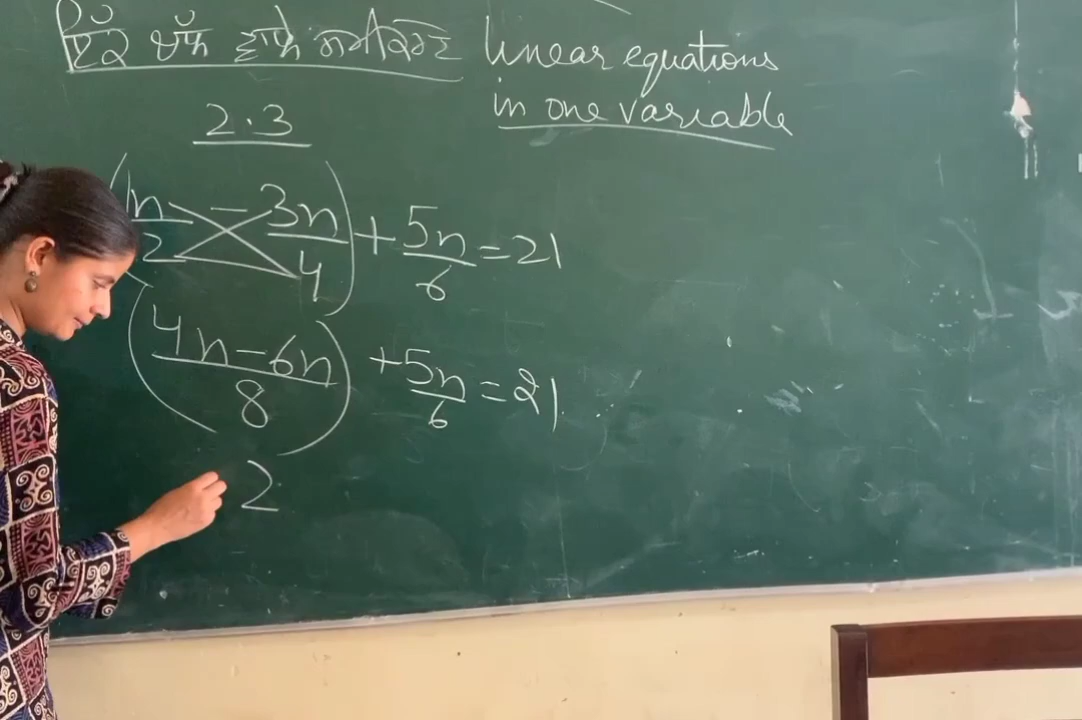 linear equations
in one variable
2.3
(1n/2 - 3n/4) + 5n/6 = 21
(4n-6n/8) + 5n/6 = 21
2